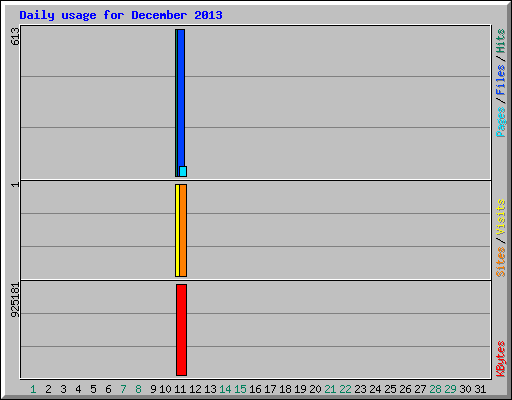 Daily usage for December 2013
613
1
925181
Pages/Files/Hits
Sites/Visits
KBytes
1 2 3 4 5 6 7 8 9 10 11 12 13 14 15 16 17 18 19 20 21 22 23 24 25 26 27 28 29 30 31